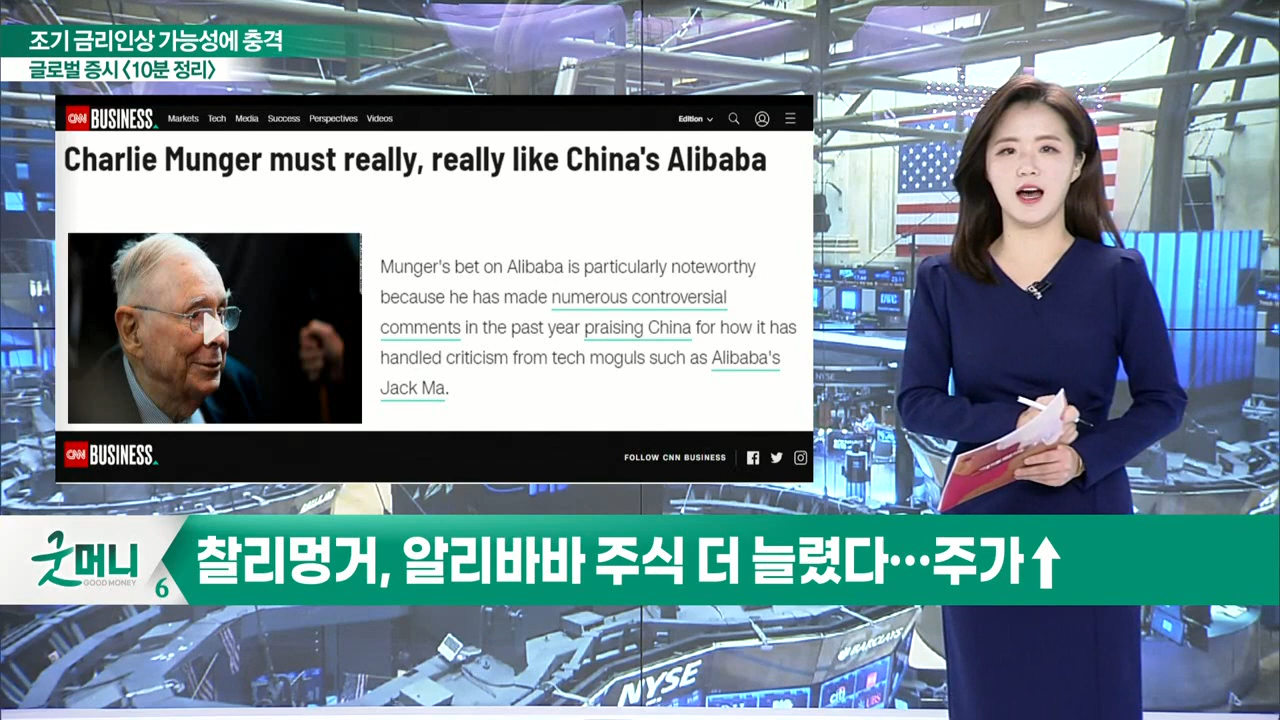 조기 금리인상 가능성에 충격
글로벌 증시 <10분 정리>
CNN BUSINESS Markets Tech Media Success Perspectives Videos Edition
Charlie Munger must really, really like China's Alibaba
Munger's bet on Alibaba is particularly noteworthy
because he has made numerous controversial
comments in the past year praising China for how it has
handled criticism from tech moguls such as Alibaba's
Jack Ma.
CNN BUSINESS FOLLOW CNN BUSINESS
굿머니
GOOD MONEY
6
찰리멍거, 알리바바 주식 더 늘렸다…주가↑
NYSE
BARCLAYS
citi
NYSE